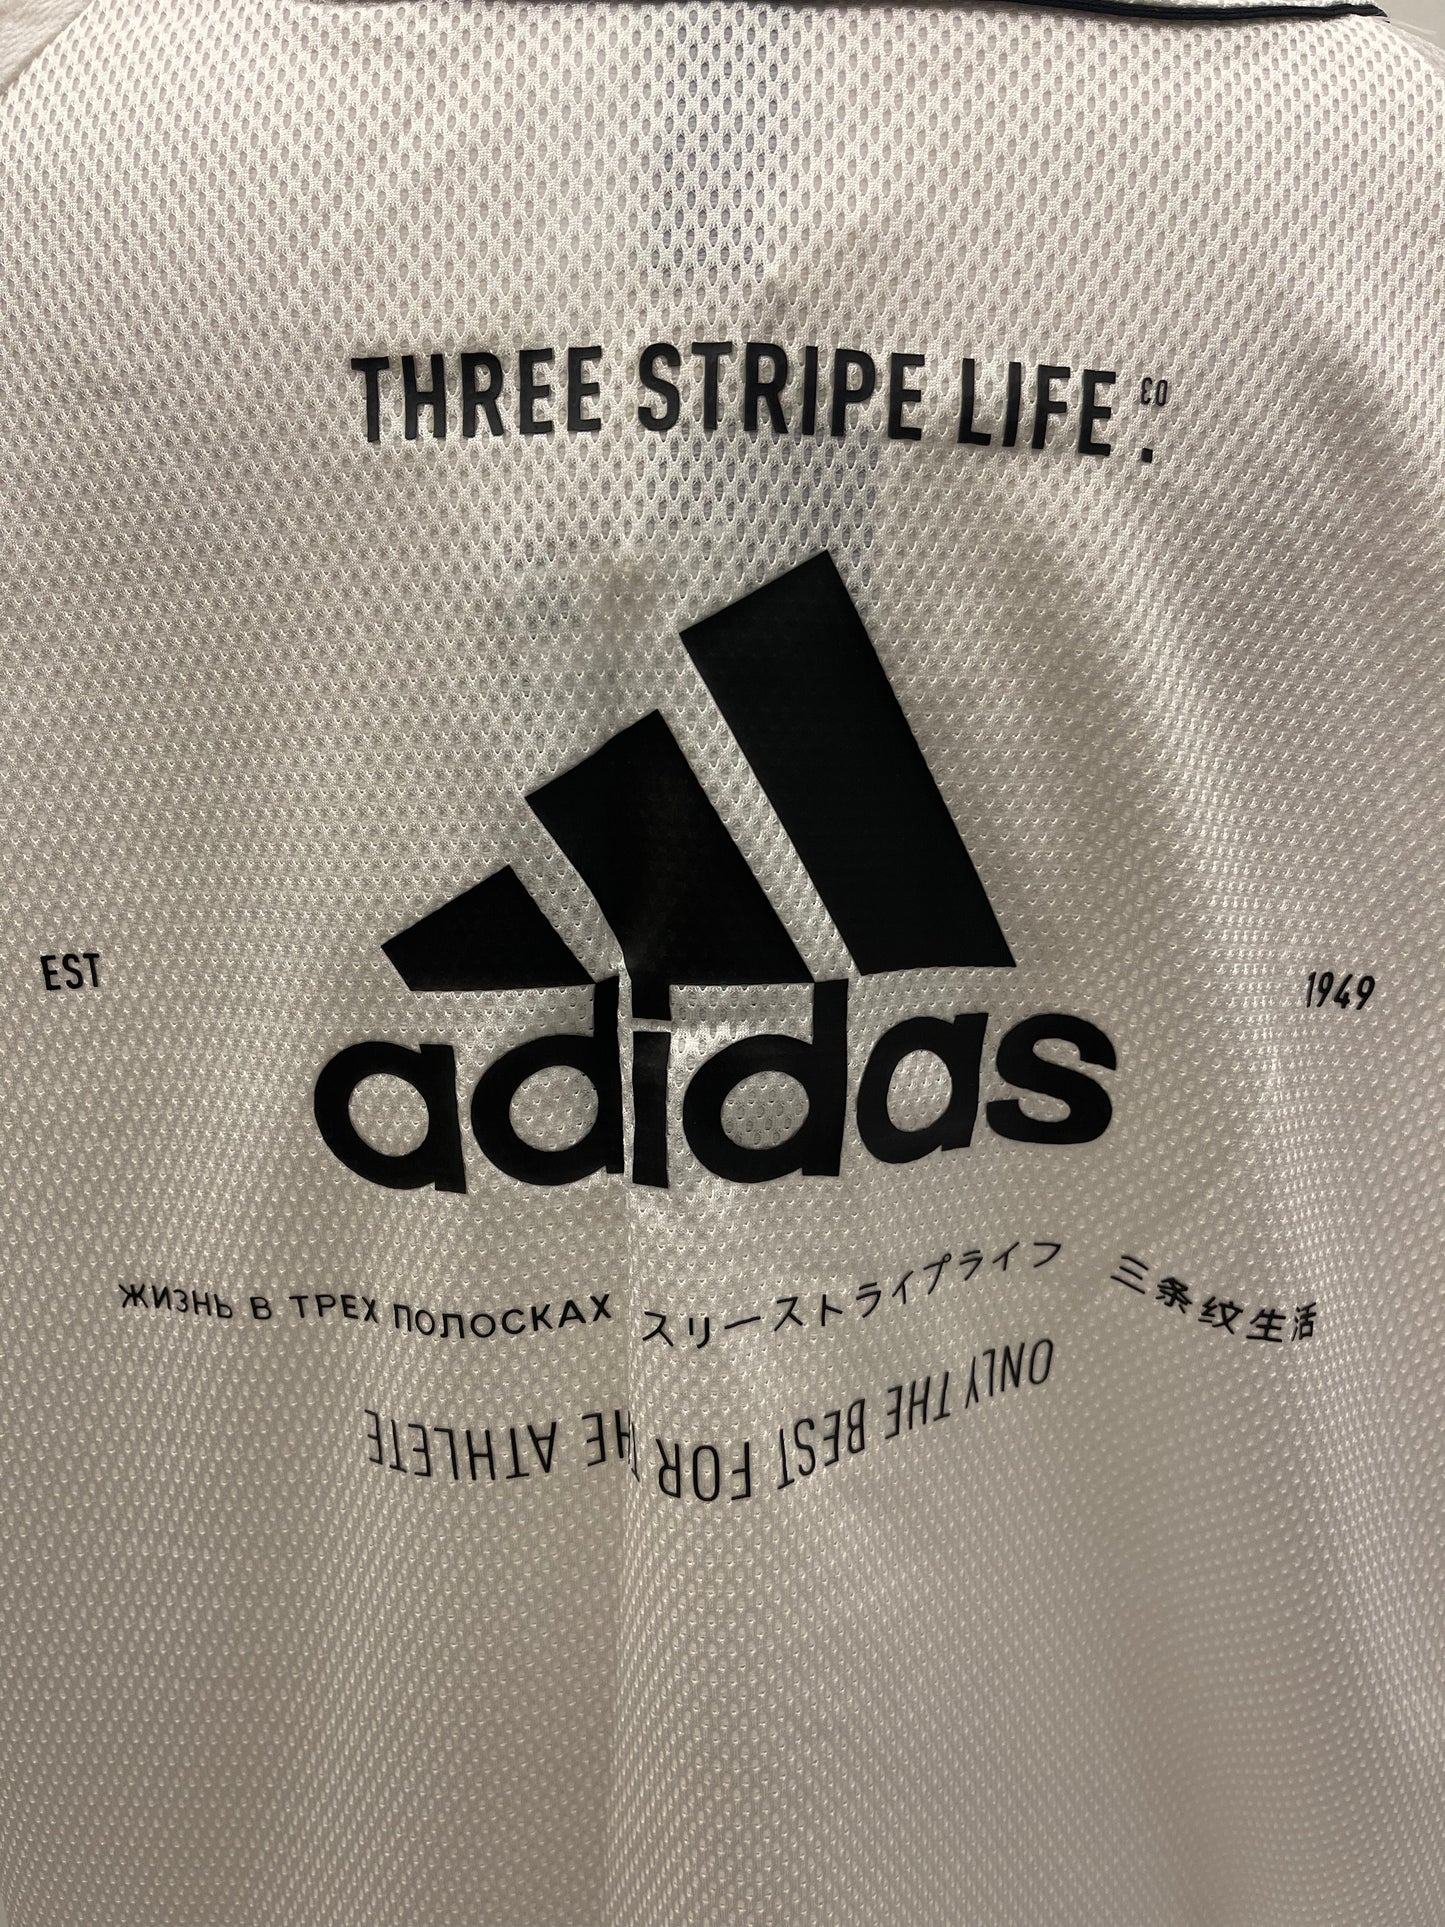 THREE STRIPE LIFE 03.
adidas
EST 1949
ЖИЗНЬ В ТРЕХ ПОЛОСКАХ スリーストライプライフ 三条纹生活
ONLY THE BEST FOR THE ATHLETE